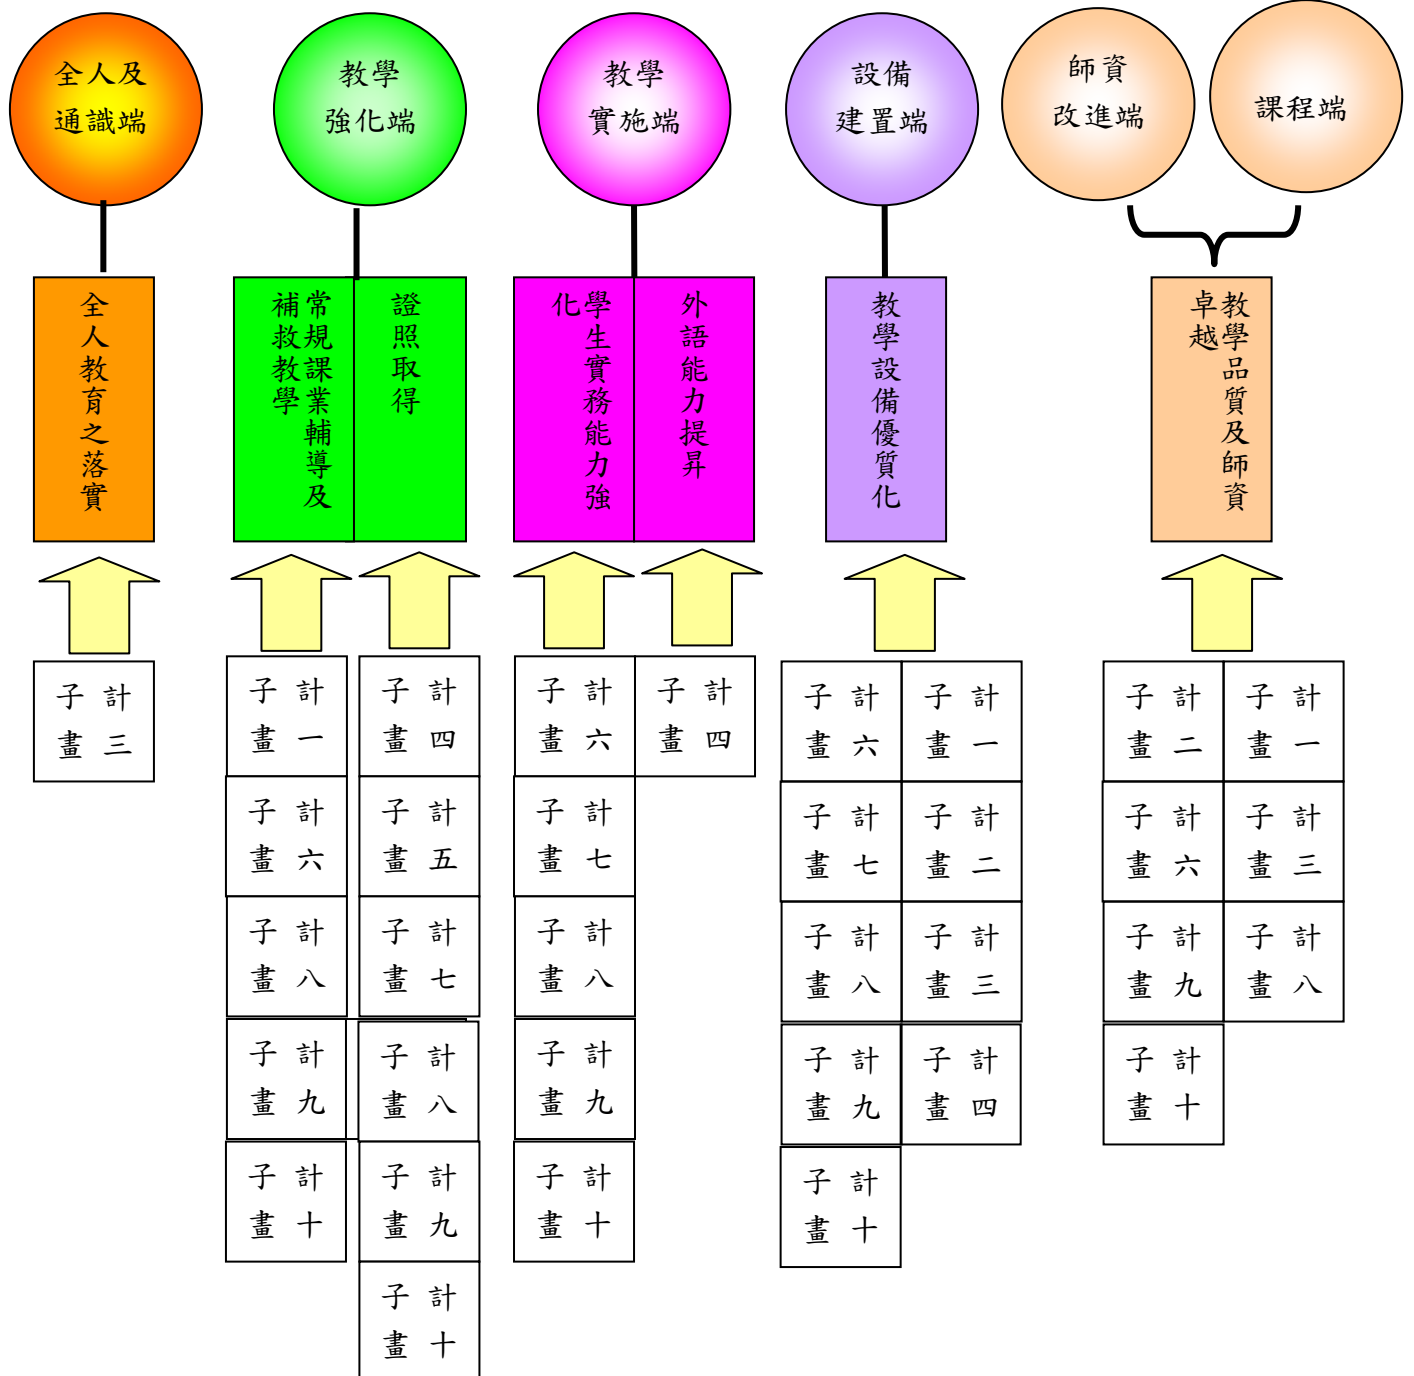 全人及
通識端
教學
強化端
教學
實施端
設備
建置端
師資
改進端
課程端
全人教育之落實
常規課業輔導及
補救教學
證照取得
學生實務能力強
化
外語能力提昇
教學設備優質化
教學品質及師資
卓越
子計
畫三
子計
畫一
子計
畫六
子計
畫八
子計
畫九
子計
畫十
子計
畫四
子計
畫五
子計
畫七
子計
畫八
子計
畫九
子計
畫十
子計
畫六
子計
畫七
子計
畫八
子計
畫九
子計
畫十
子計
畫四
子計
畫六
子計
畫七
子計
畫八
子計
畫九
子計
畫十
子計
畫一
子計
畫二
子計
畫三
子計
畫四
子計
畫二
子計
畫六
子計
畫九
子計
畫十
子計
畫一
子計
畫三
子計
畫八